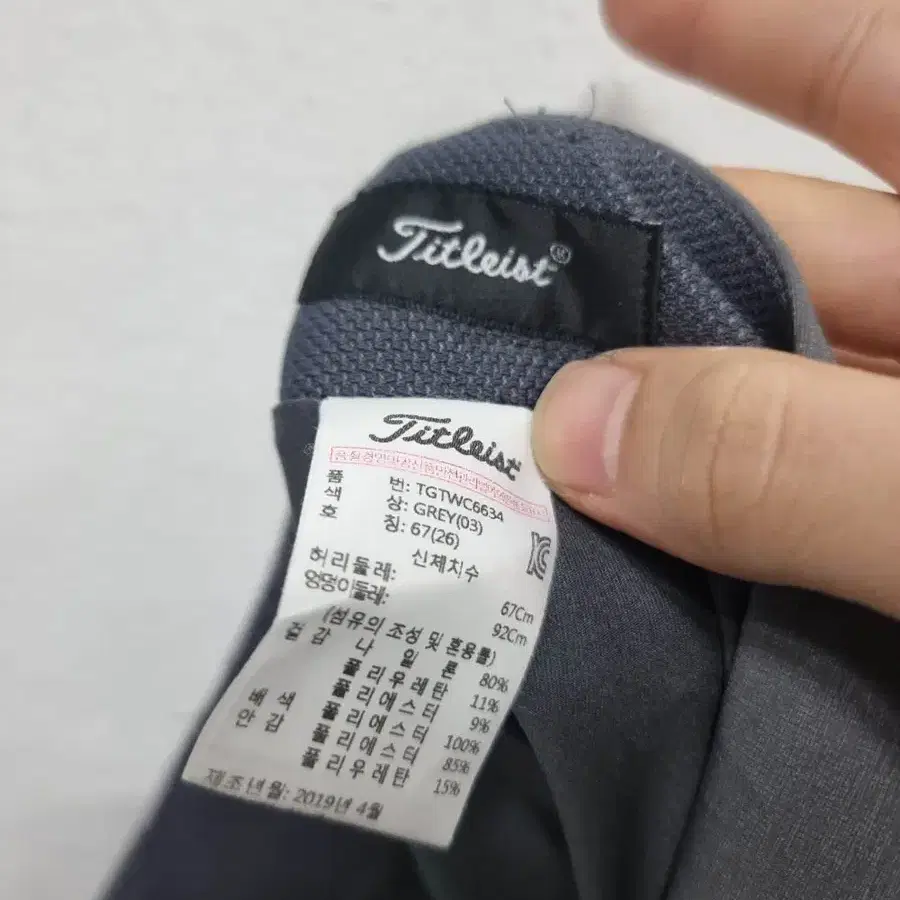 Titleist®
Titleist
품 번: TGTWC6634
색 상: GREY(03)
호 칭: 67(26)
신체치수
허리둘레: 67Cm
엉덩이둘레: 92Cm
(섬유의 조성 및 혼용률)
겉감 나일론 80%
폴리우레탄 11%
폴리에스터 9%
배색 폴리에스터 100%
안감 폴리에스터 85%
폴리우레탄 15%
제조년월: 2019년 4월